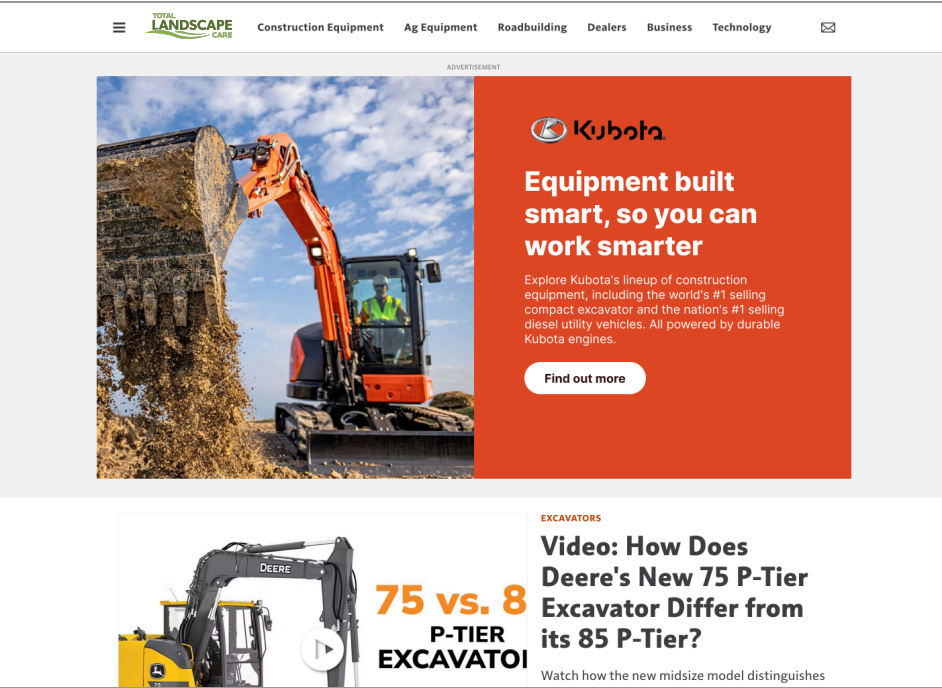 TOTAL
LANDSCAPE
CARE
Construction Equipment
Ag Equipment
Roadbuilding
Dealers
Business
Technology
ADVERTISEMENT
Kubota
Equipment built
smart, so you can
work smarter
Explore Kubota's lineup of construction
equipment, including the world's #1 selling
compact excavator and the nation's #1 selling
diesel utility vehicles. All powered by durable
Kubota engines.
Find out more
DEERE
75
75 vs. 8
P-TIER
EXCAVATO
EXCAVATORS
Video: How Does
Deere's New 75 P-Tier
Excavator Differ from
its 85 P-Tier?
Watch how the new midsize model distinguishes